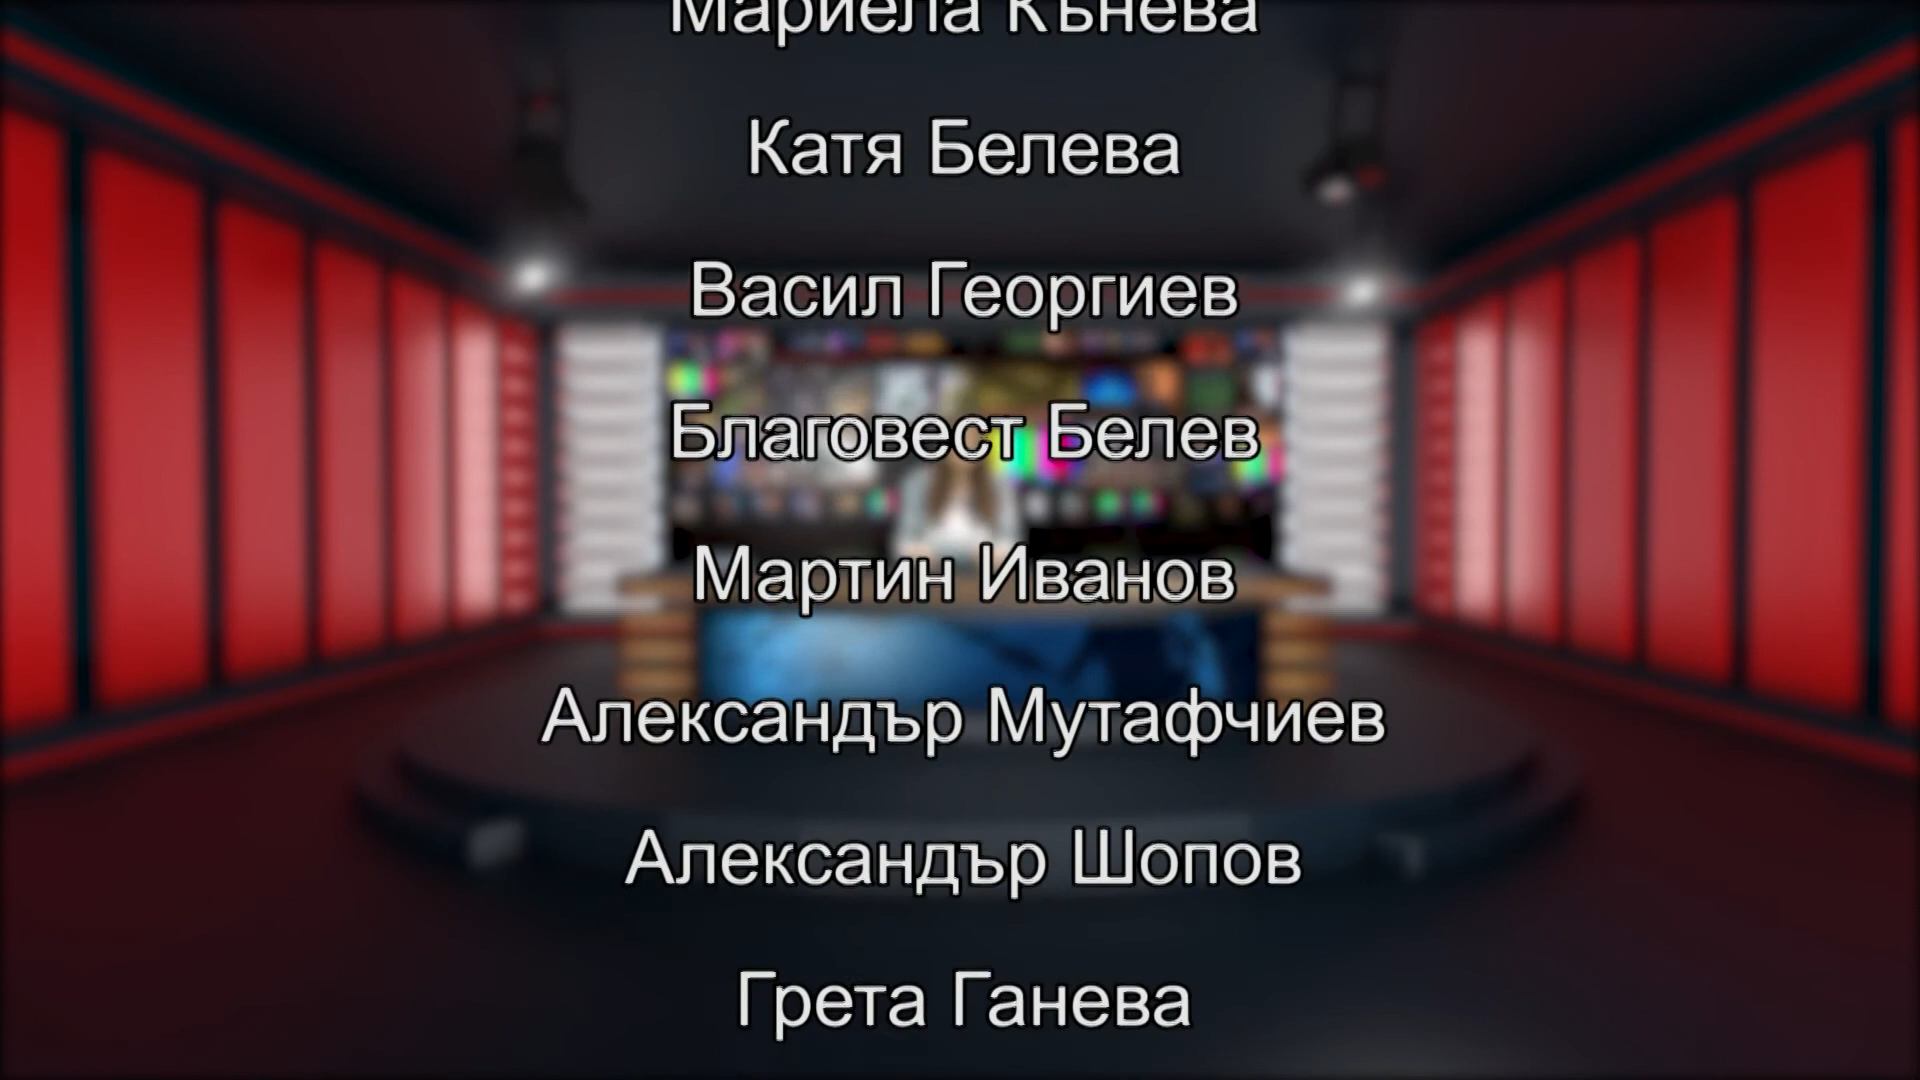 Мариела Кънева
Катя Белева
Васил Георгиев
Благовест Белев
Мартин Иванов
Александър Мутафчиев
Александър Шопов
Грета Ганева